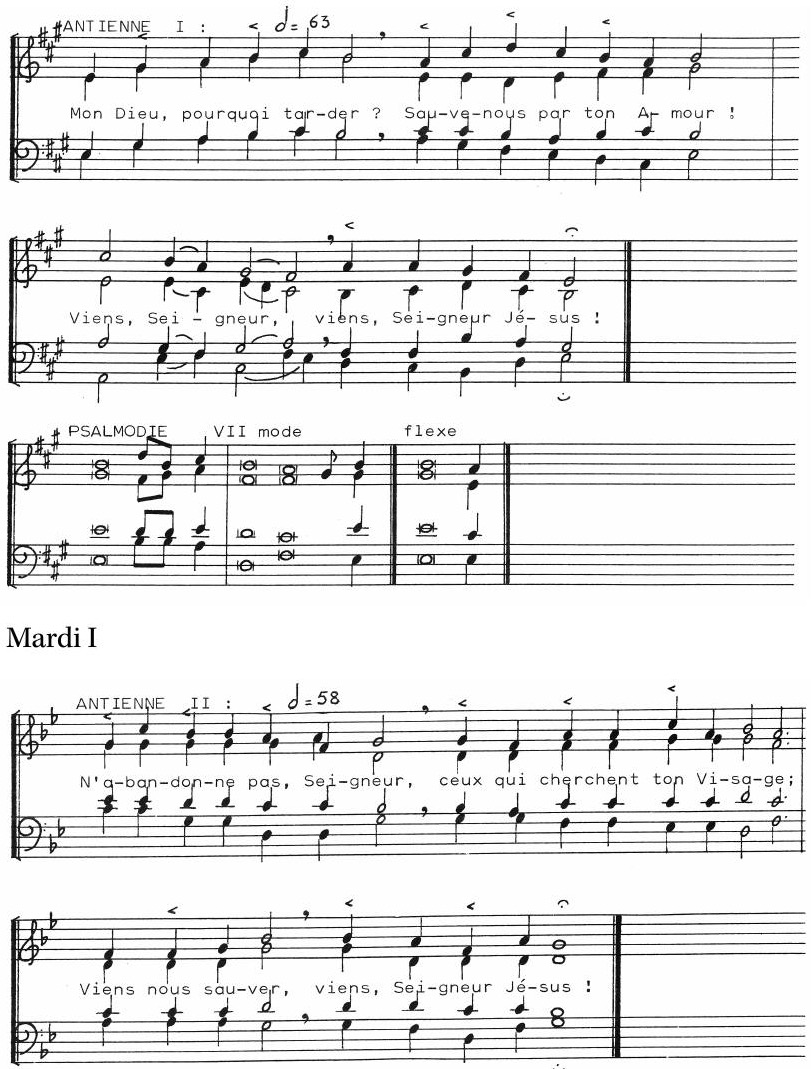 ANTIENNE I : 𝅗𝅥 = 63
Mon Dieu, pourquoi tar-der ? Sau-ve-nous par ton A-mour !
Viens, Sei - gneur, viens, Sei-gneur Jé- sus !
PSALMODIE VII mode flexe
Mardi I
ANTIENNE II : 𝅗𝅥 = 58
N'a-ban-don-ne pas, Sei-gneur, ceux qui cherchent ton Vi-sa-ge;
Viens nous sau-ver, viens, Sei-gneur Jé-sus !